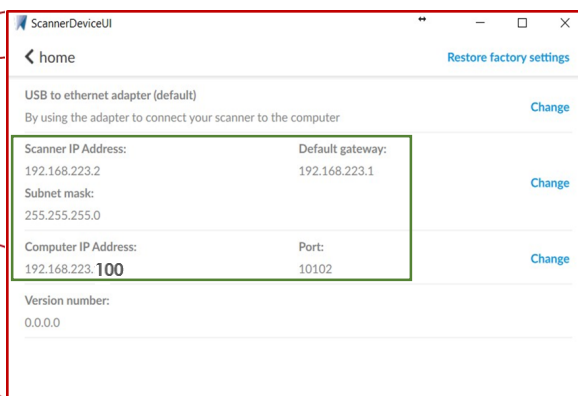 ScannerDeviceUI
home
Restore factory settings
USB to ethernet adapter (default)
By using the adapter to connect your scanner to the computer
Change
Scanner IP Address:
Default gateway:
192.168.223.2
192.168.223.1
Subnet mask:
Change
255.255.255.0
Computer IP Address:
Port:
192.168.223.100
10102
Change
Version number:
0.0.0.0